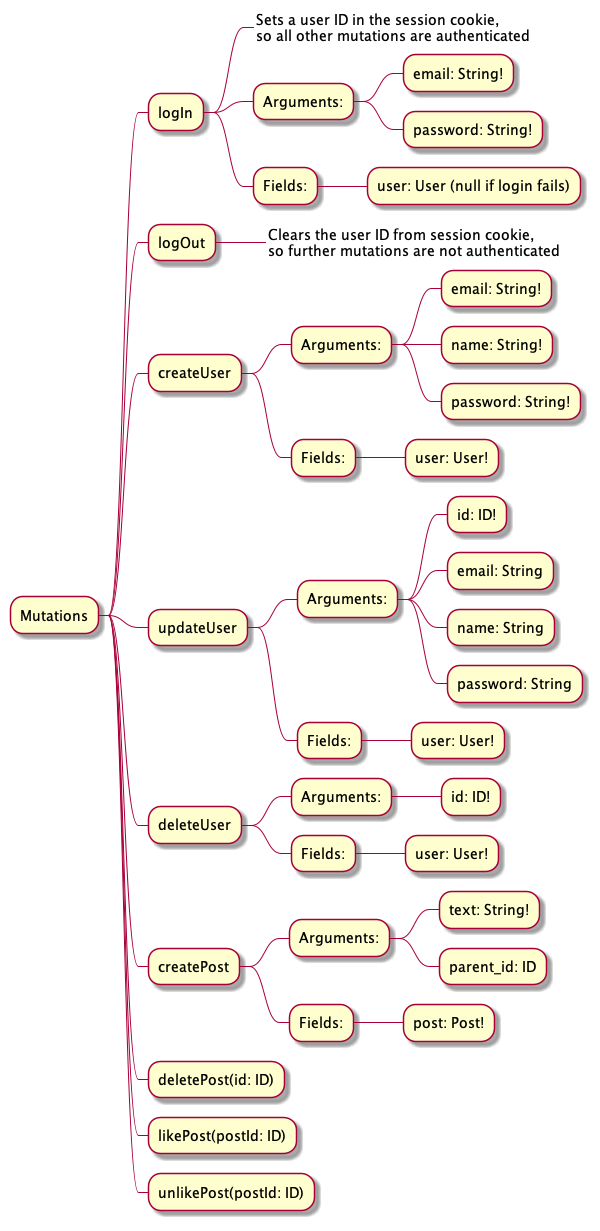 Mutations
logIn
Sets a user ID in the session cookie,
so all other mutations are authenticated
Arguments:
email: String!
password: String!
Fields:
user: User (null if login fails)
logOut
Clears the user ID from session cookie,
so further mutations are not authenticated
createUser
Arguments:
email: String!
name: String!
password: String!
Fields:
user: User!
updateUser
Arguments:
id: ID!
email: String
name: String
password: String
Fields:
user: User!
deleteUser
Arguments:
id: ID!
Fields:
user: User!
createPost
Arguments:
text: String!
parent_id: ID
Fields:
post: Post!
deletePost(id: ID)
likePost(postId: ID)
unlikePost(postId: ID)